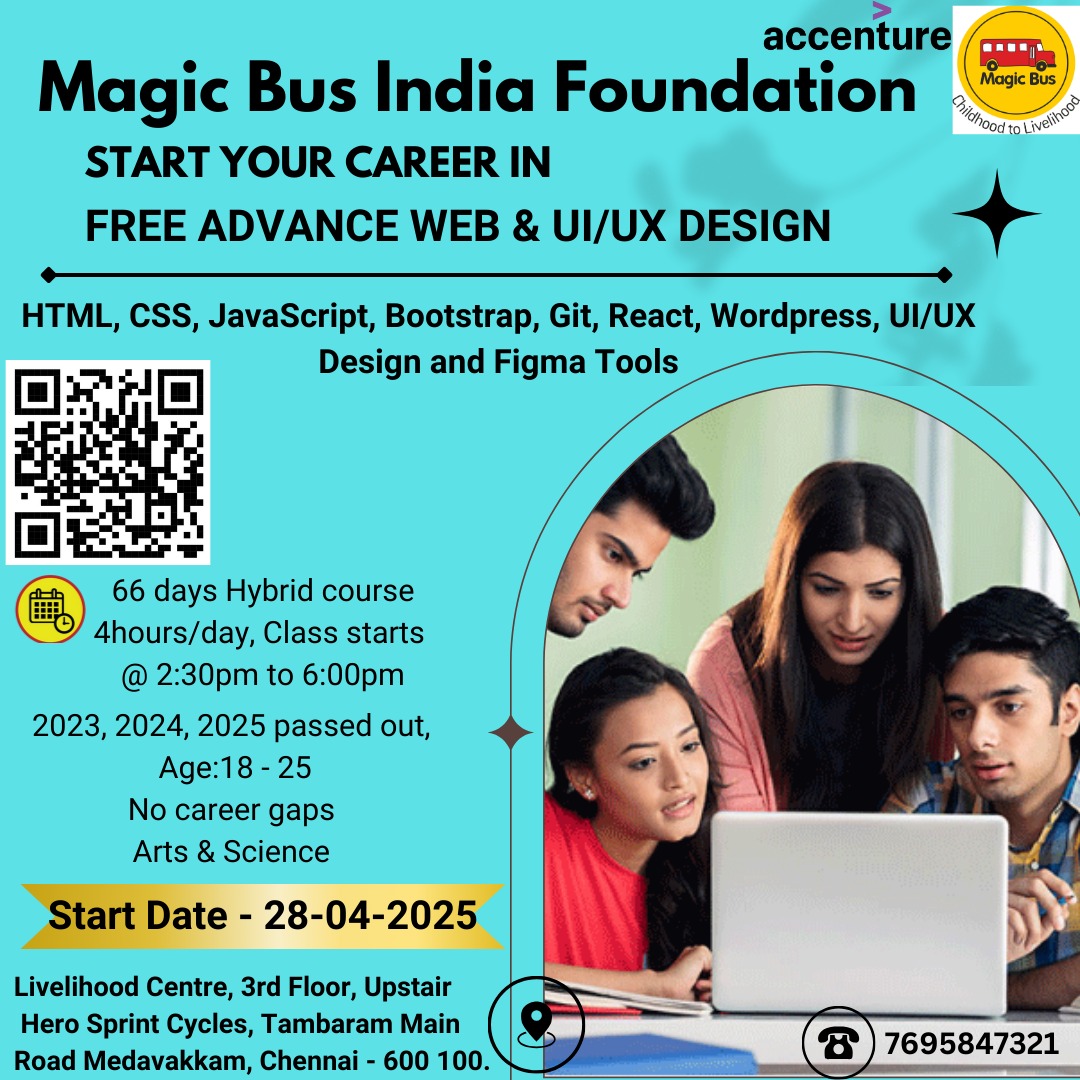 accenture
Magic Bus
Childhood to Livelihood
Magic Bus India Foundation
START YOUR CAREER IN
FREE ADVANCE WEB & UI/UX DESIGN
HTML, CSS, JavaScript, Bootstrap, Git, React, Wordpress, UI/UX
Design and Figma Tools
66 days Hybrid course
4hours/day, Class starts
@ 2:30pm to 6:00pm
2023, 2024, 2025 passed out,
Age:18 - 25
No career gaps
Arts & Science
Start Date - 28-04-2025
Livelihood Centre, 3rd Floor, Upstair
Hero Sprint Cycles, Tambaram Main
Road Medavakkam, Chennai - 600 100.
7695847321